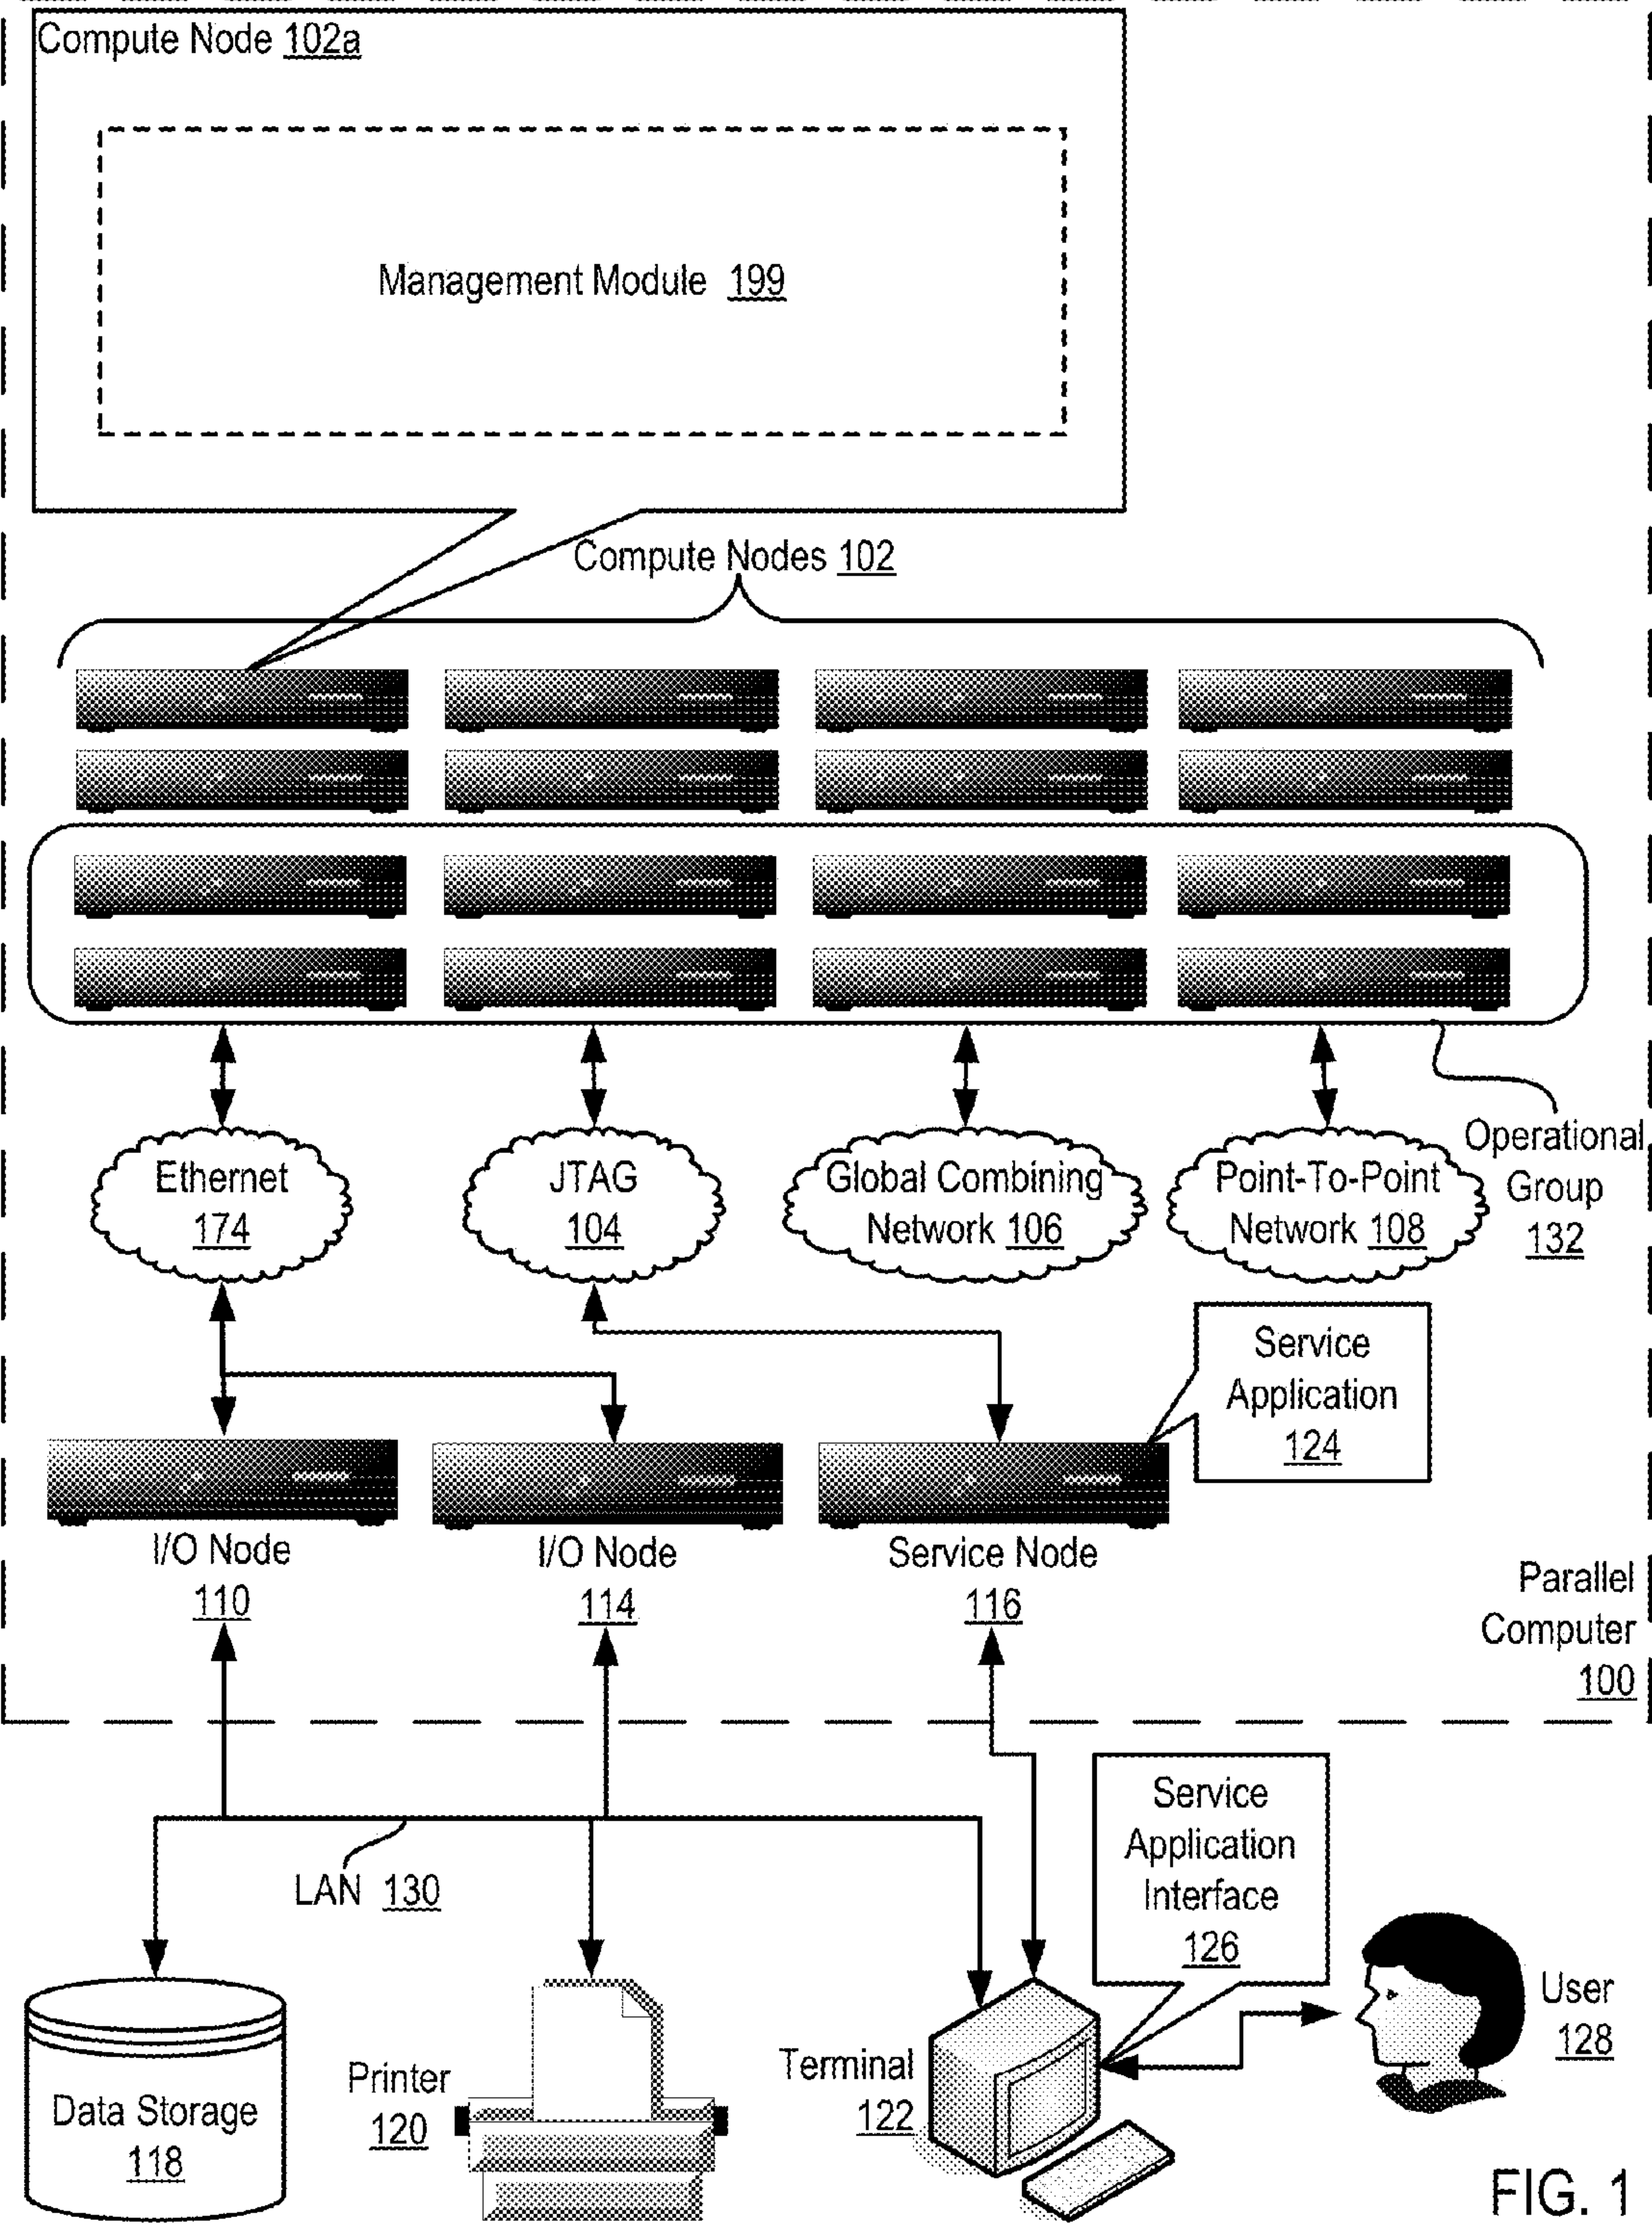 Compute Node 102a
Management Module 199
Compute Nodes 102
Ethernet
174
JTAG
104
Global Combining
Network 106
Point-To-Point
Network 108
Operational
Group
132
Service
Application
124
I/O Node
110
I/O Node
114
Service Node
116
Parallel
Computer
100
Service
Application
Interface
126
LAN 130
User
128
Data Storage
118
Printer
120
Terminal
122
FIG. 1